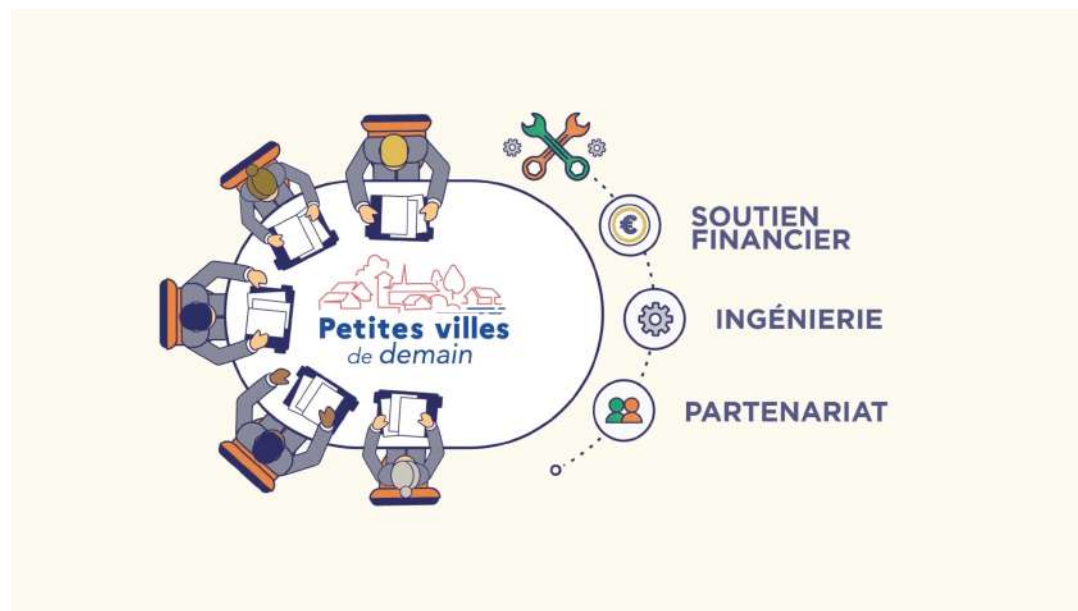 SOUTIEN
FINANCIER
Petites villes
de demain
INGÉNIERIE
PARTENARIAT